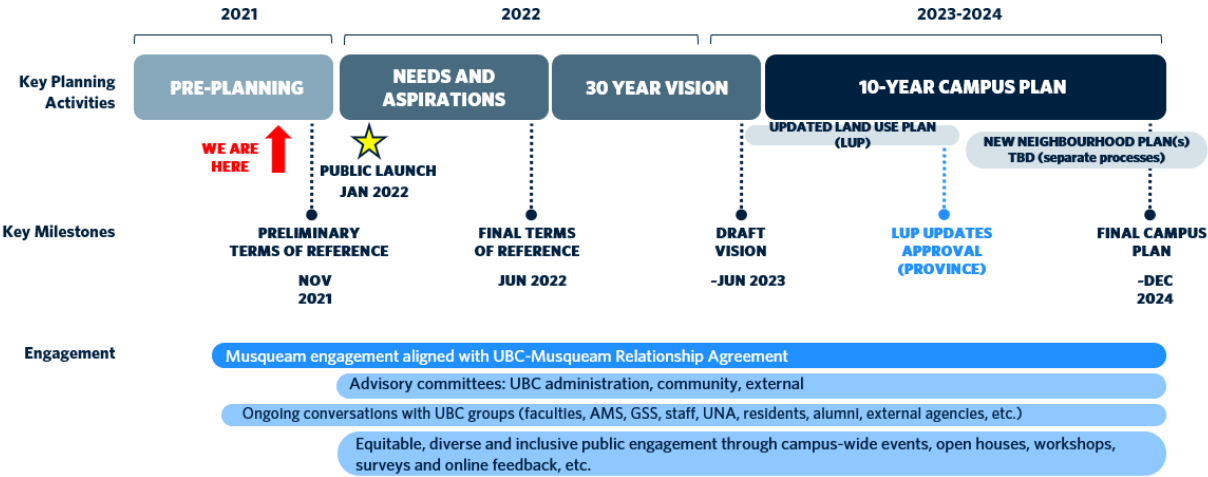 2021
2022
2023-2024
Key Planning
Activities
PRE-PLANNING
NEEDS AND
ASPIRATIONS
30 YEAR VISION
10-YEAR CAMPUS PLAN
WE ARE
HERE
PUBLIC LAUNCH
JAN 2022
UPDATED LAND USE PLAN
(LUP)
NEW NEIGHBOURHOOD PLAN(s)
TBD (separate processes)
Key Milestones
PRELIMINARY
TERMS OF REFERENCE
NOV
2021
FINAL TERMS
OF REFERENCE
JUN 2022
DRAFT
VISION
~JUN 2023
LUP UPDATES
APPROVAL
(PROVINCE)
FINAL CAMPUS
PLAN
~DEC
2024
Engagement
Musqueam engagement aligned with UBC-Musqueam Relationship Agreement
Advisory committees: UBC administration, community, external
Ongoing conversations with UBC groups (faculties, AMS, GSS, staff, UNA, residents, alumni, external agencies, etc.)
Equitable, diverse and inclusive public engagement through campus-wide events, open houses, workshops,
surveys and online feedback, etc.